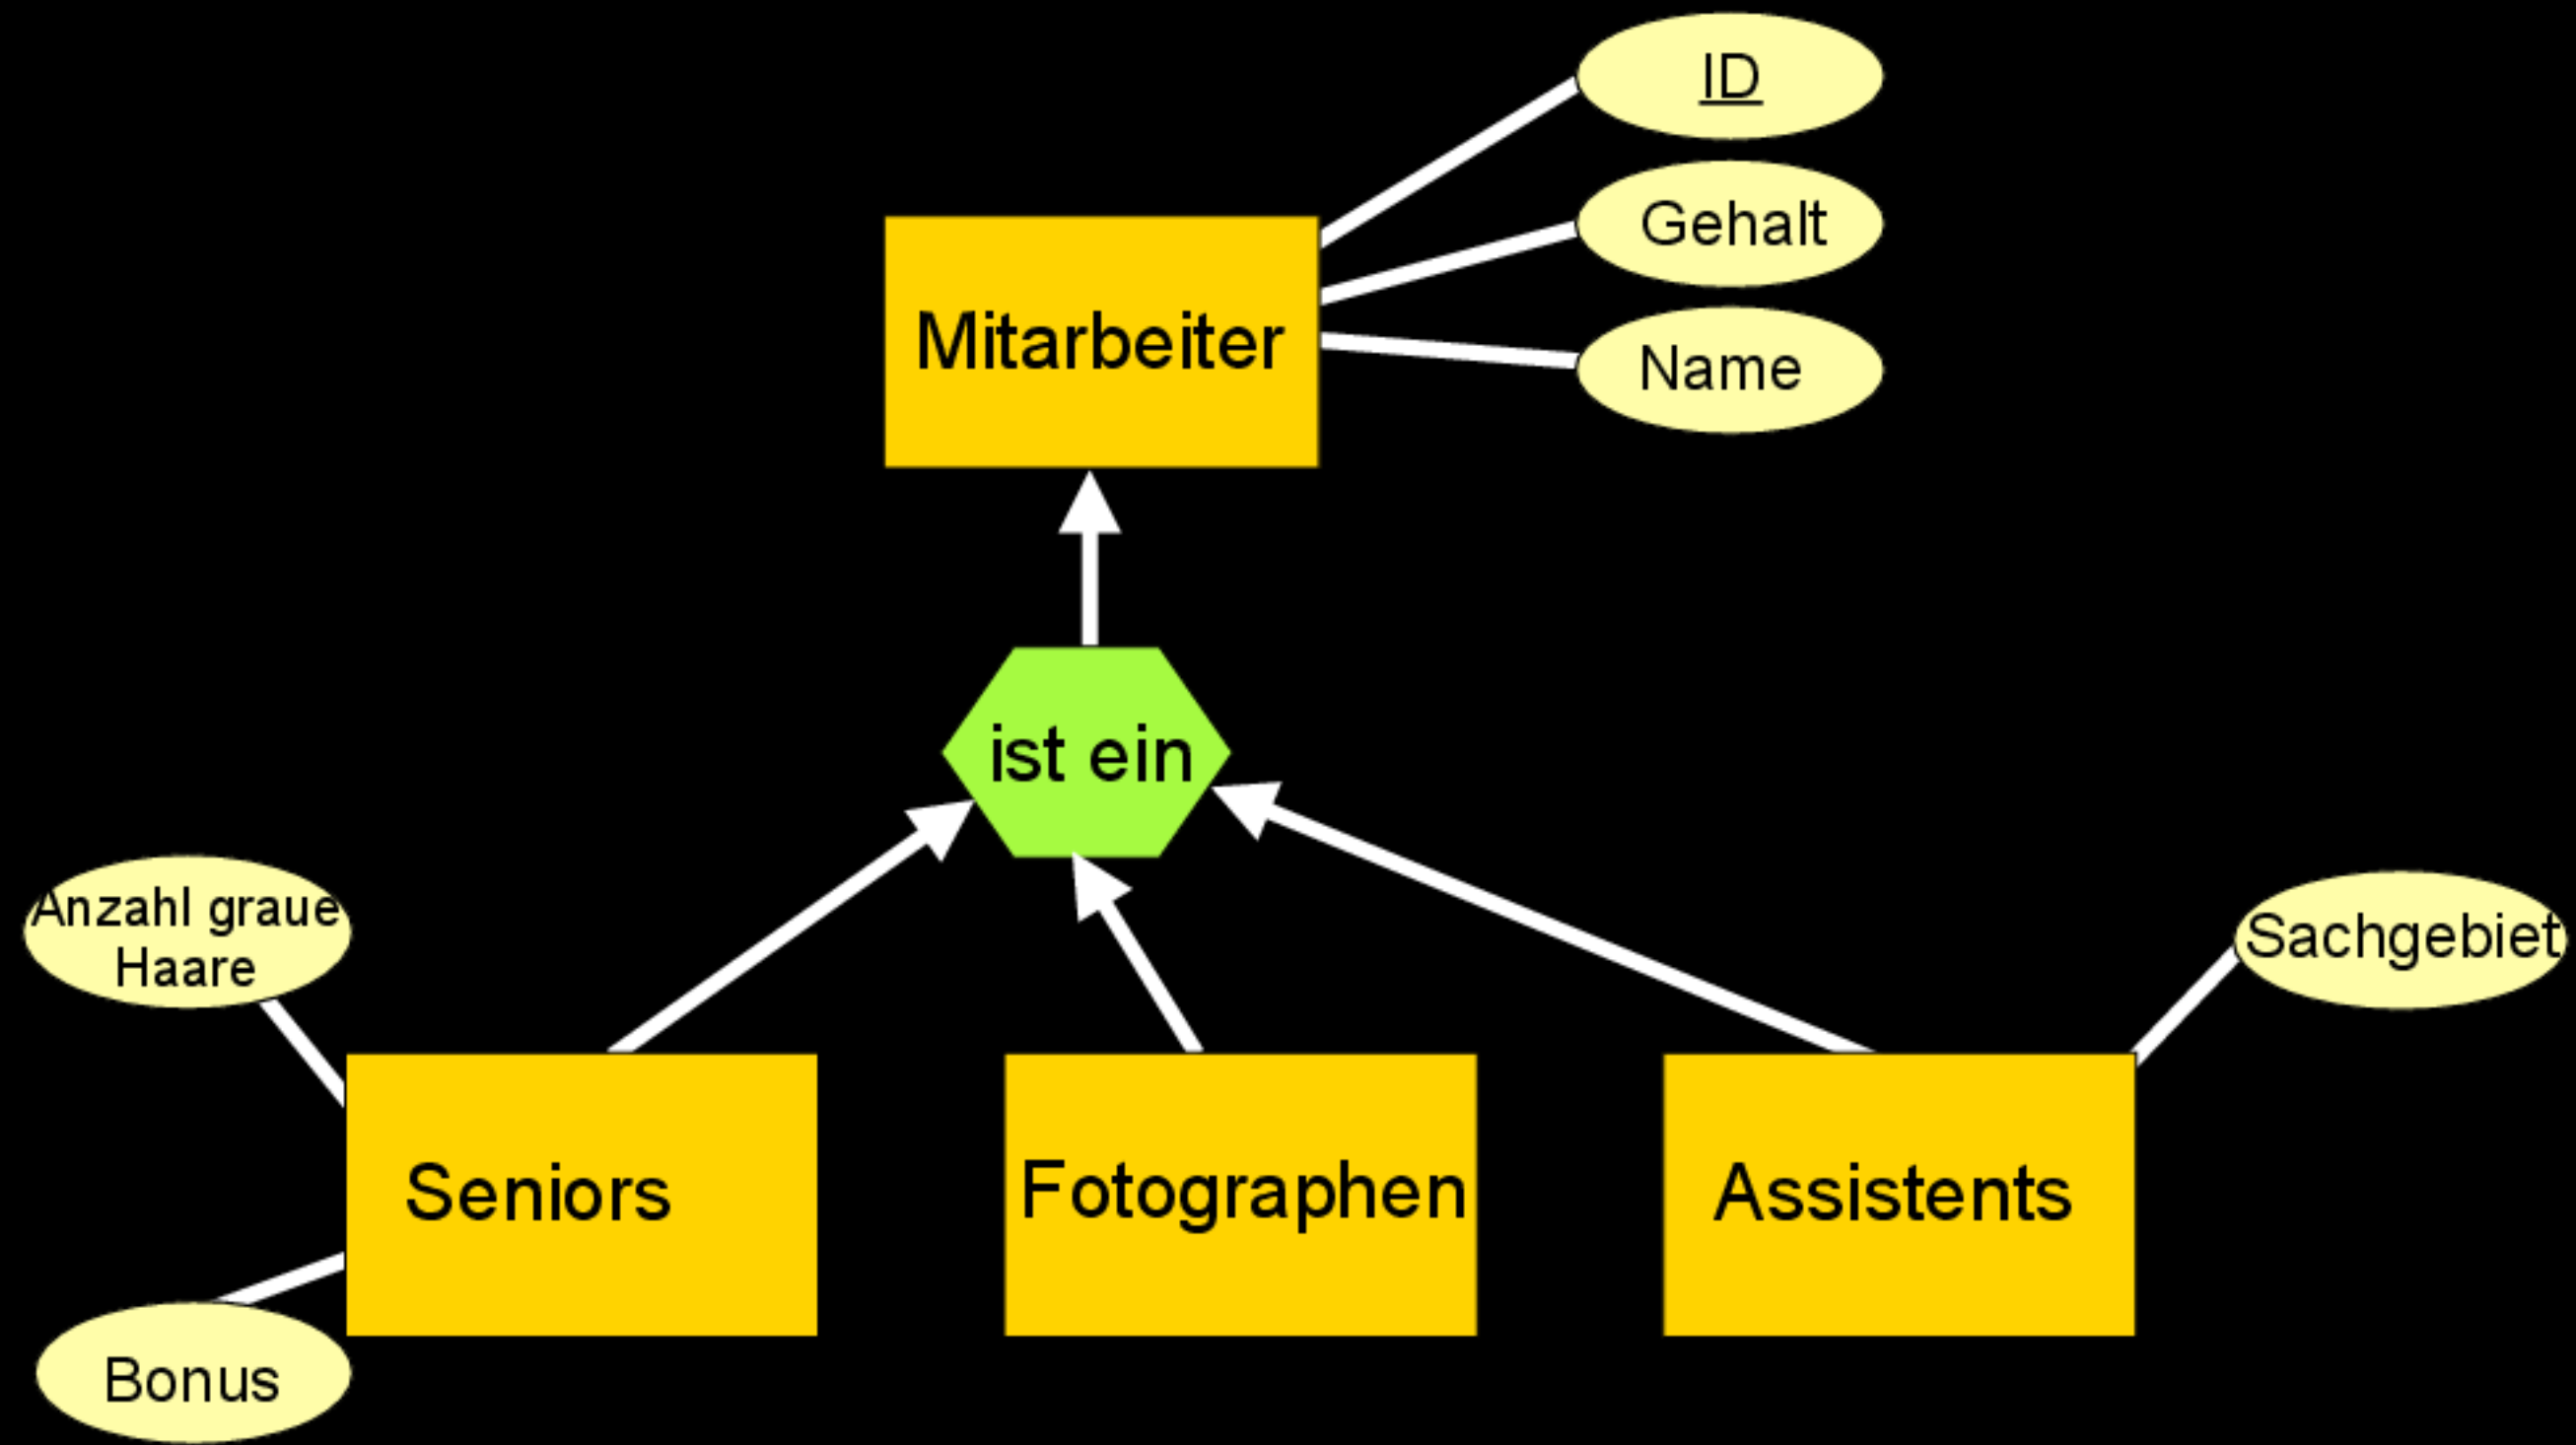 ID
Gehalt
Mitarbeiter
Name
ist ein
Anzahl graue
Haare
Sachgebiet
Seniors
Fotographen
Assistents
Bonus